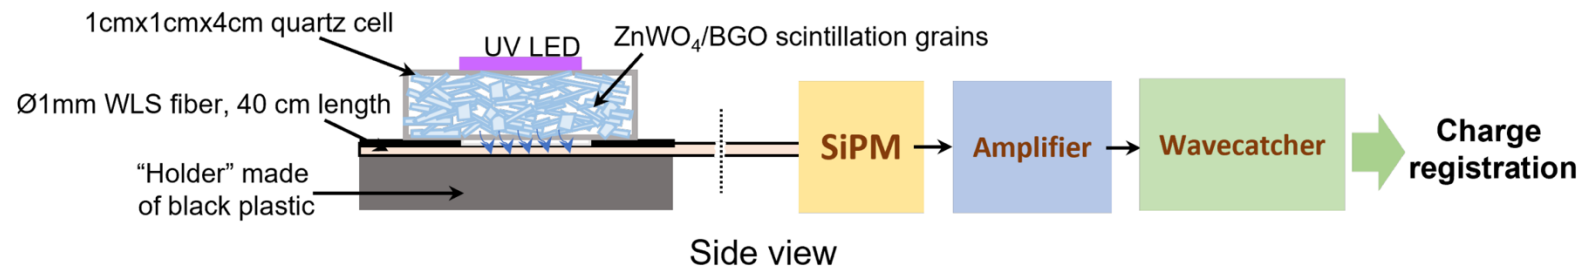 1cmx1cmx4cm quartz cell
UV LED
ZnWO₄/BGO scintillation grains
Ø1mm WLS fiber, 40 cm length
“Holder” made
of black plastic
SiPM
Amplifier
Wavecatcher
Charge
registration
Side view